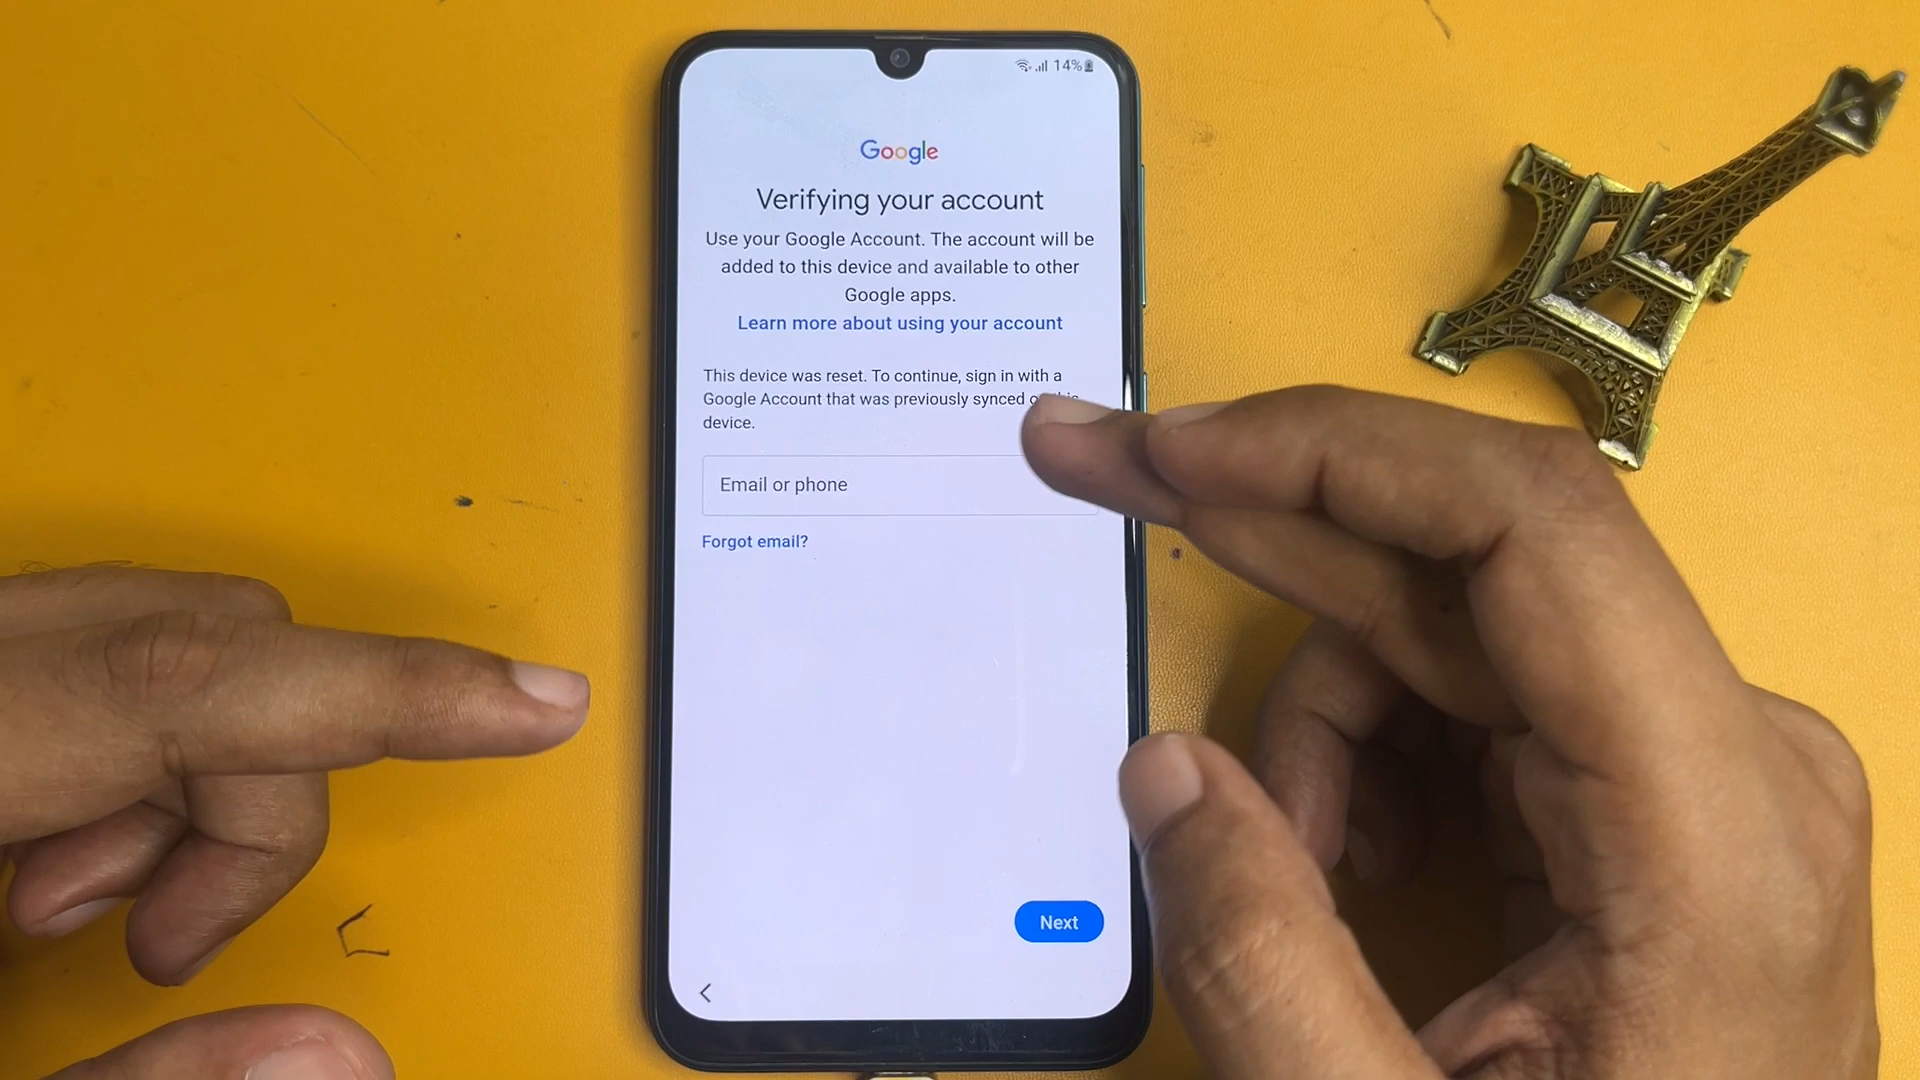 14%
Google
Verifying your account
Use your Google Account. The account will be
added to this device and available to other
Google apps.
Learn more about using your account
This device was reset. To continue, sign in with a
Google Account that was previously synced
device.
Email or phone
Forgot email?
Next